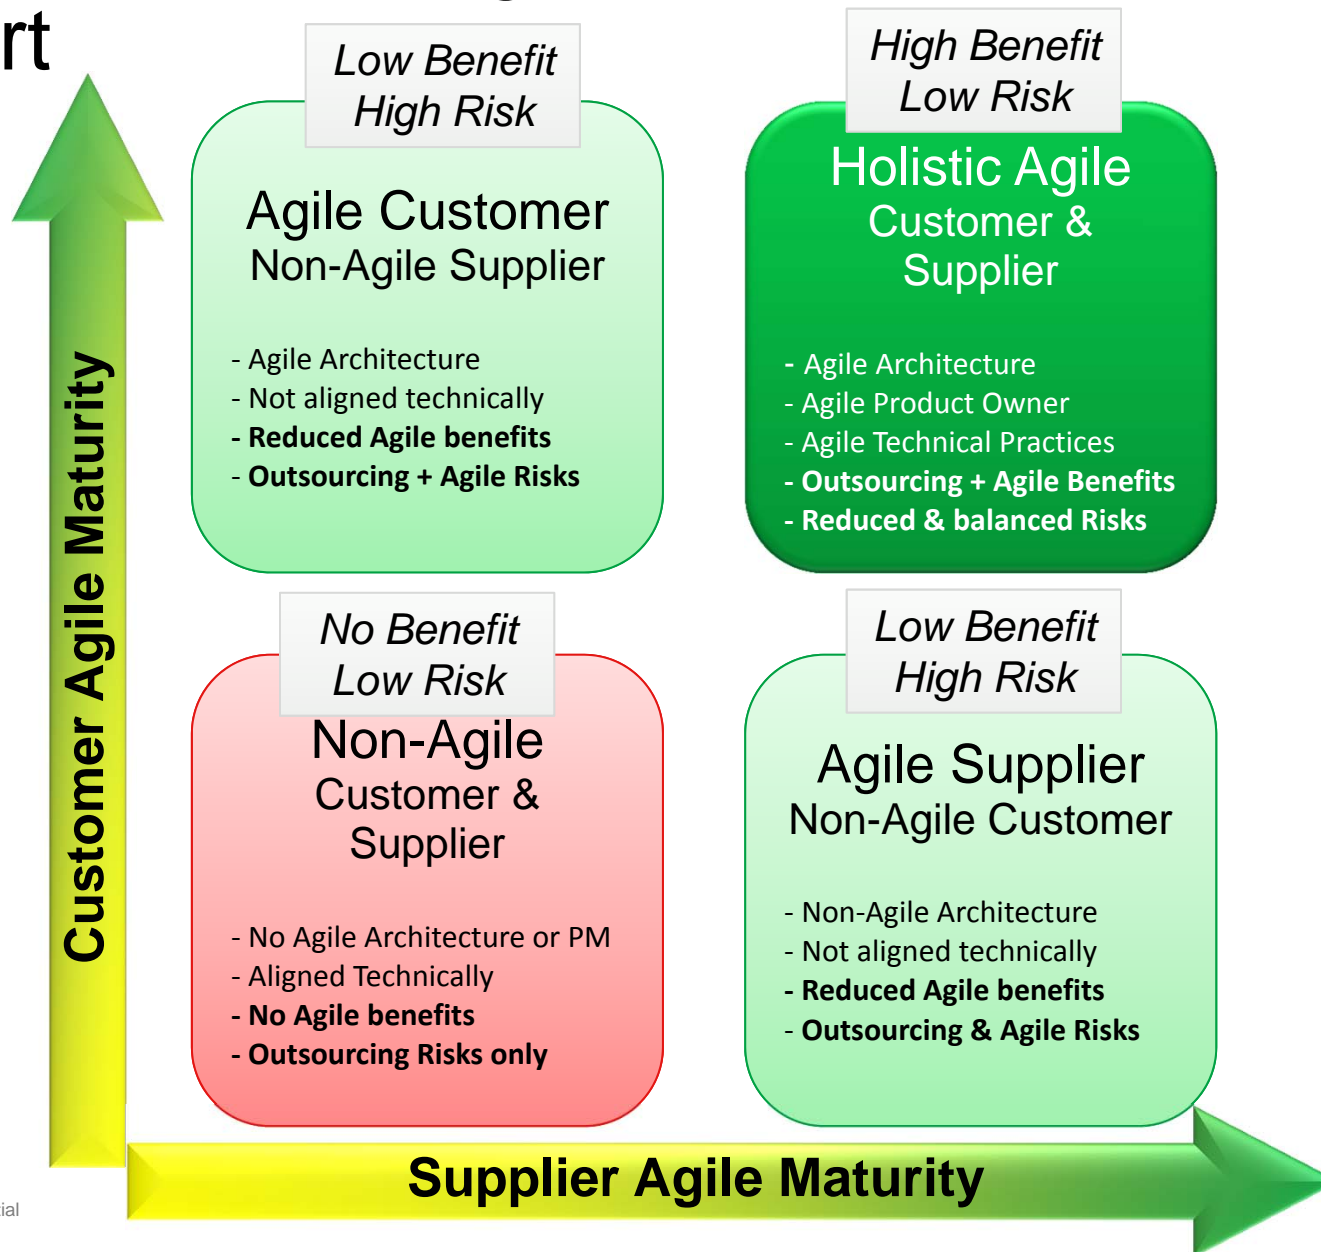 rt
Low Benefit
High Risk
Agile Customer
Non-Agile Supplier
- Agile Architecture
- Not aligned technically
- Reduced Agile benefits
- Outsourcing + Agile Risks
High Benefit
Low Risk
Holistic Agile
Customer &
Supplier
- Agile Architecture
- Agile Product Owner
- Agile Technical Practices
- Outsourcing + Agile Benefits
- Reduced & balanced Risks
Customer Agile Maturity
No Benefit
Low Risk
Non-Agile
Customer &
Supplier
- No Agile Architecture or PM
- Aligned Technically
- No Agile benefits
- Outsourcing Risks only
Low Benefit
High Risk
Agile Supplier
Non-Agile Customer
- Non-Agile Architecture
- Not aligned technically
- Reduced Agile benefits
- Outsourcing & Agile Risks
Supplier Agile Maturity
tial